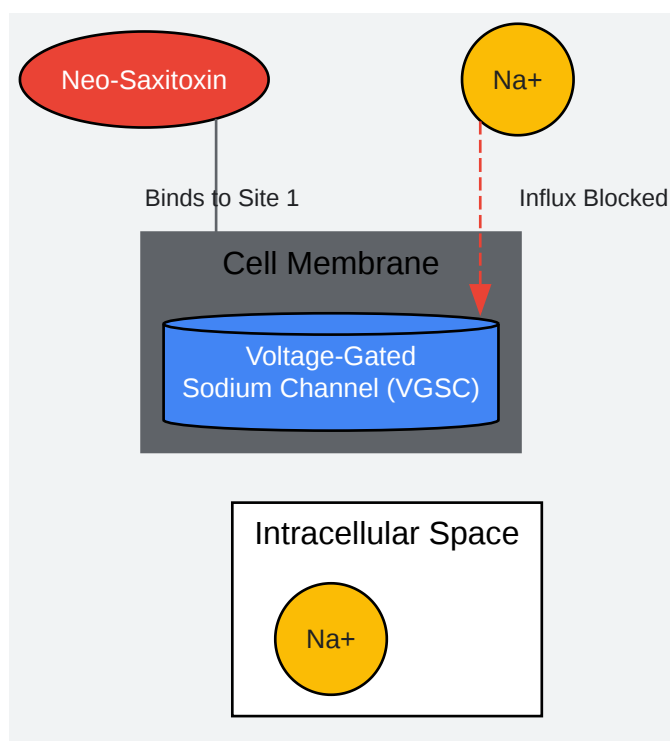 Neo-Saxitoxin
Na+
Binds to Site 1
Influx Blocked
Cell Membrane
Voltage-Gated
Sodium Channel (VGSC)
Intracellular Space
Na+